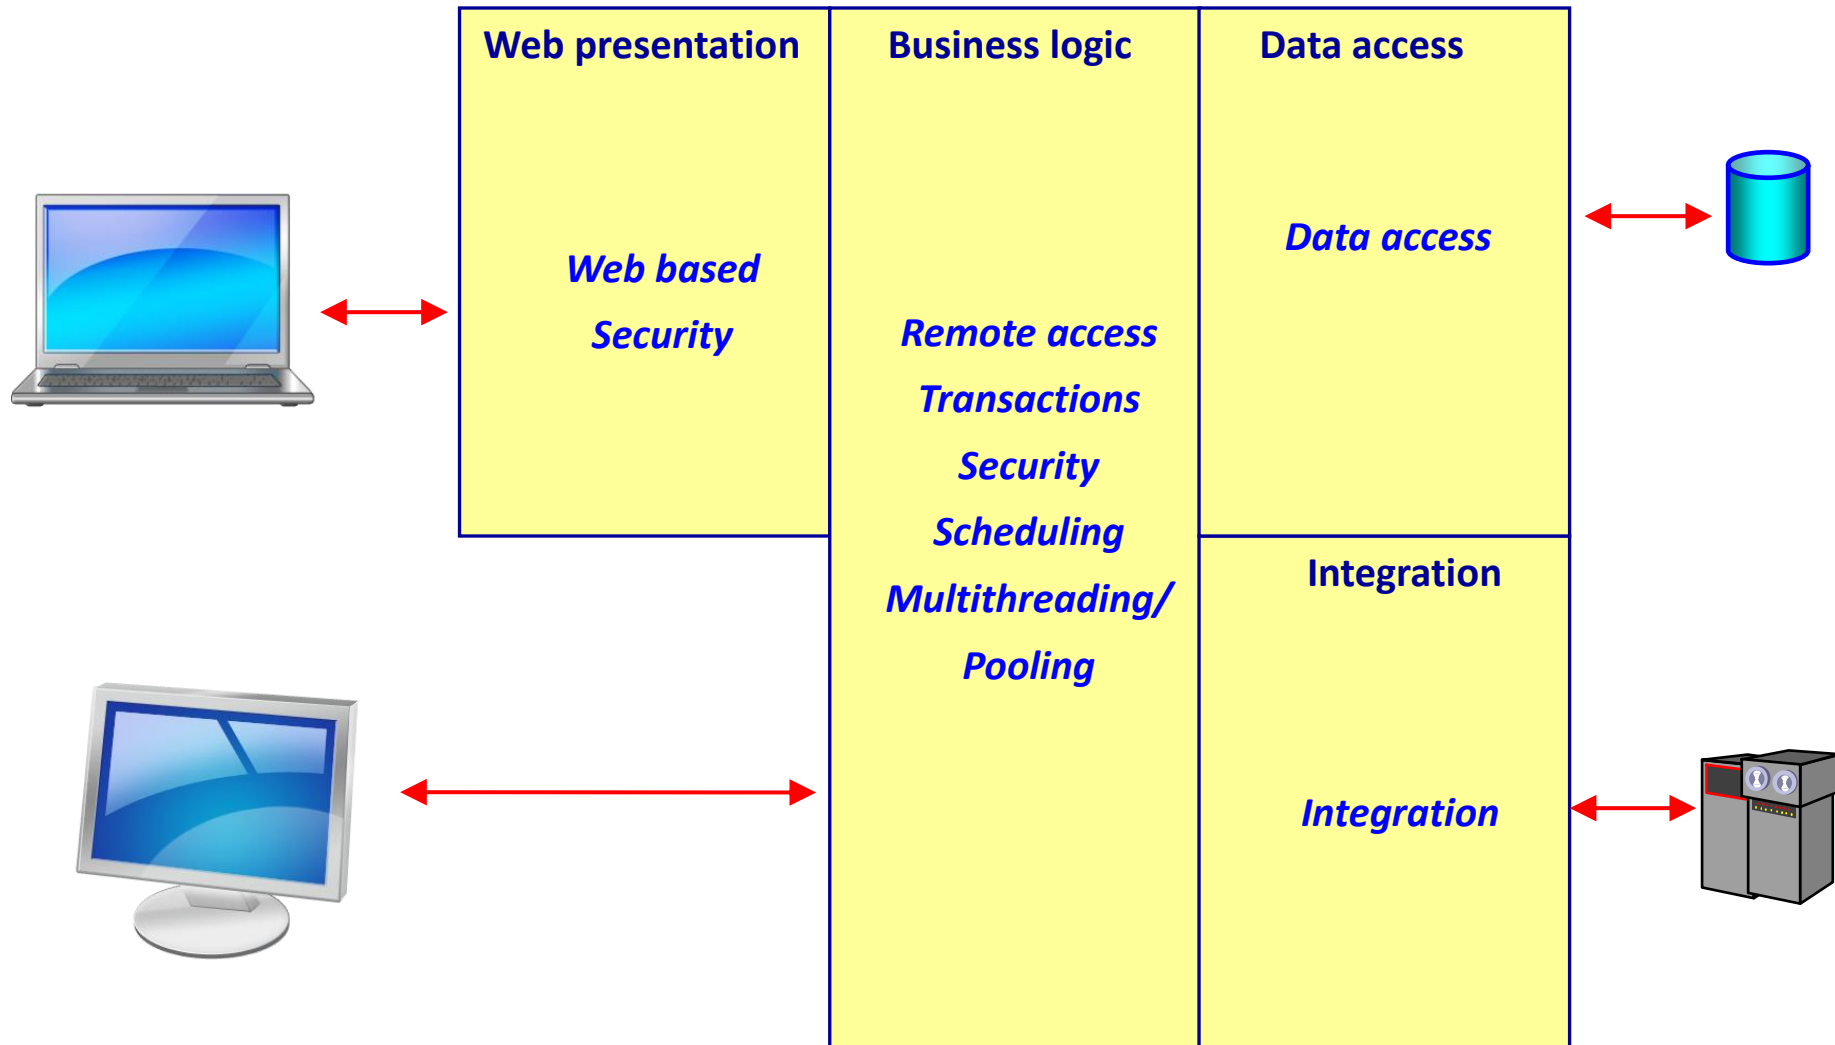 Web presentation
Web based
Security
Business logic
Remote access
Transactions
Security
Scheduling
Multithreading/
Pooling
Data access
Data access
Integration
Integration